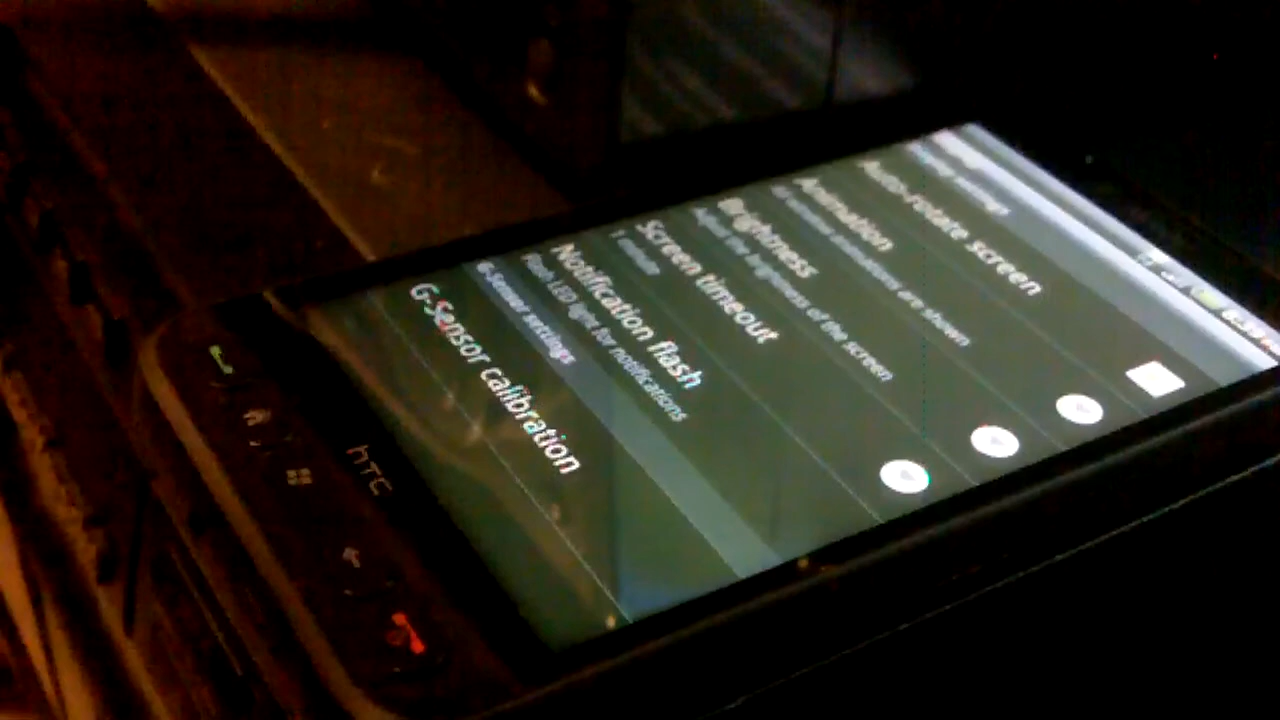 Auto-rotate screen
Animation
All window animations are shown
Brightness
Adjust the brightness of the screen
Screen timeout
1 minute
Notification flash
Flash LED light for notifications
G-Sensor settings
G-Sensor calibration
hTC